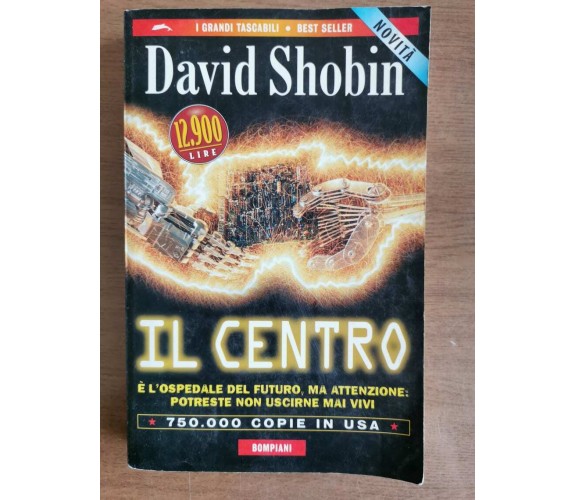 I GRANDI TASCABILI • BEST SELLER
NOVITÀ
David Shobin
12.900
LIRE
IL CENTRO
È L'OSPEDALE DEL FUTURO, MA ATTENZIONE:
POTRESTE NON USCIRNE MAI VIVI
★ 750.000 COPIE IN USA ★
BOMPIANI